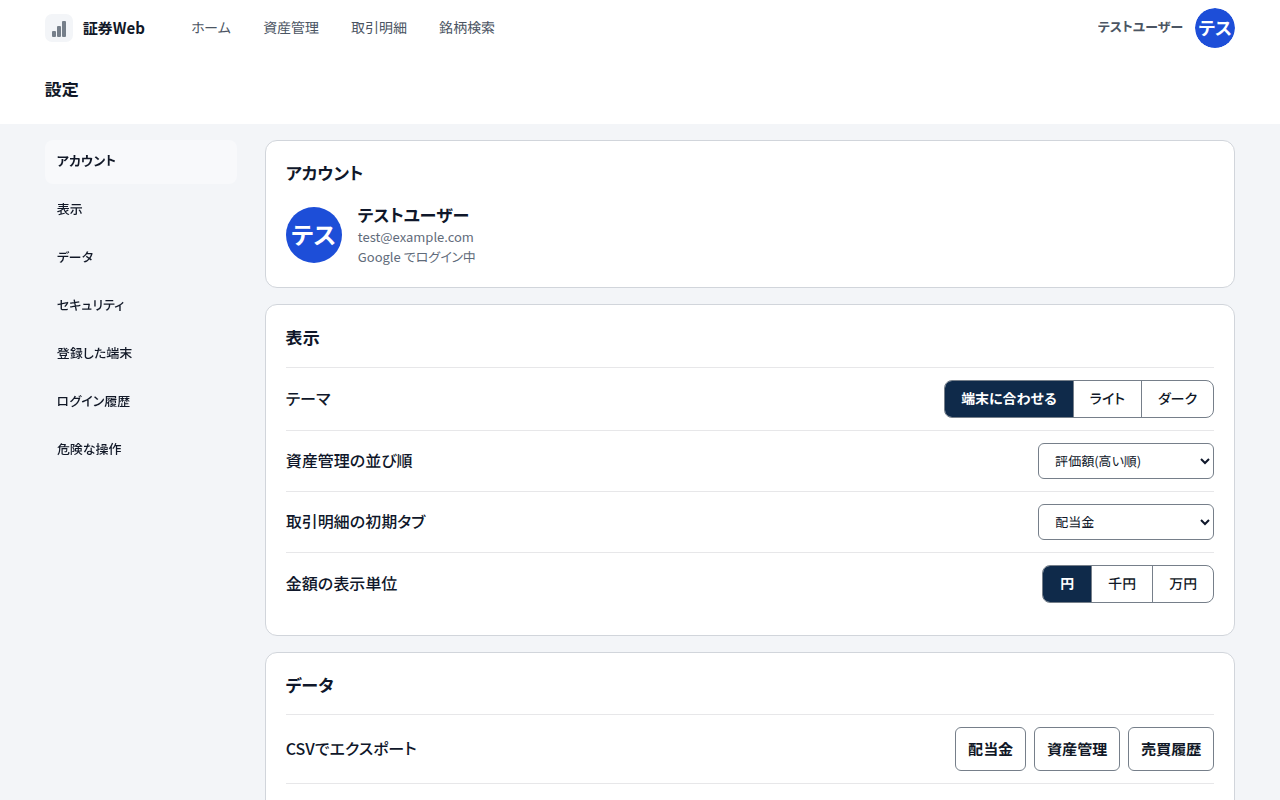 証券Web
ホーム
資産管理
取引明細
銘柄検索
テストユーザー
テス
設定
アカウント
表示
データ
セキュリティ
登録した端末
ログイン履歴
危険な操作
アカウント
テス
テストユーザー
test@example.com
Google でログイン中
表示
テーマ
端末に合わせる
ライト
ダーク
資産管理の並び順
評価額(高い順)
取引明細の初期タブ
配当金
金額の表示単位
円
千円
万円
データ
CSVでエクスポート
配当金
資産管理
売買履歴